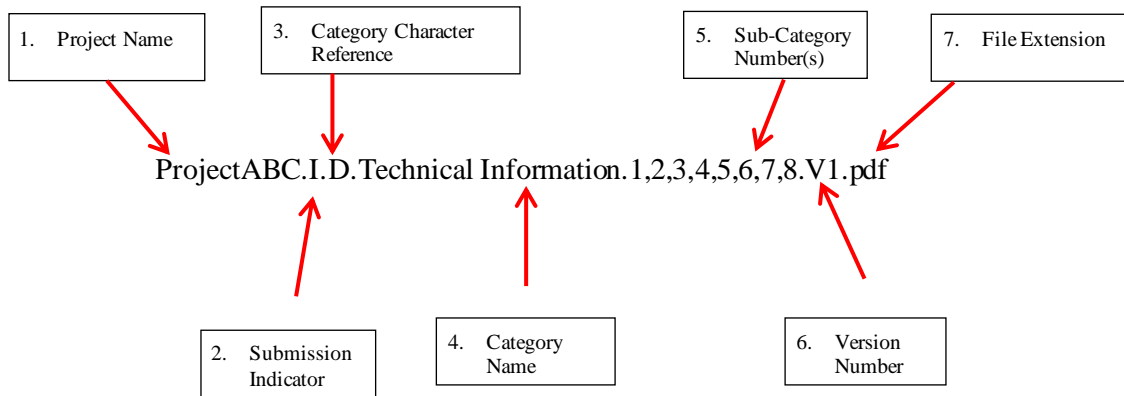 1. Project Name
3. Category Character
Reference
5. Sub-Category
Number(s)
7. File Extension
ProjectABC.I.D.Technical Information.1,2,3,4,5,6,7,8.V1.pdf
2. Submission
Indicator
4. Category
Name
6. Version
Number